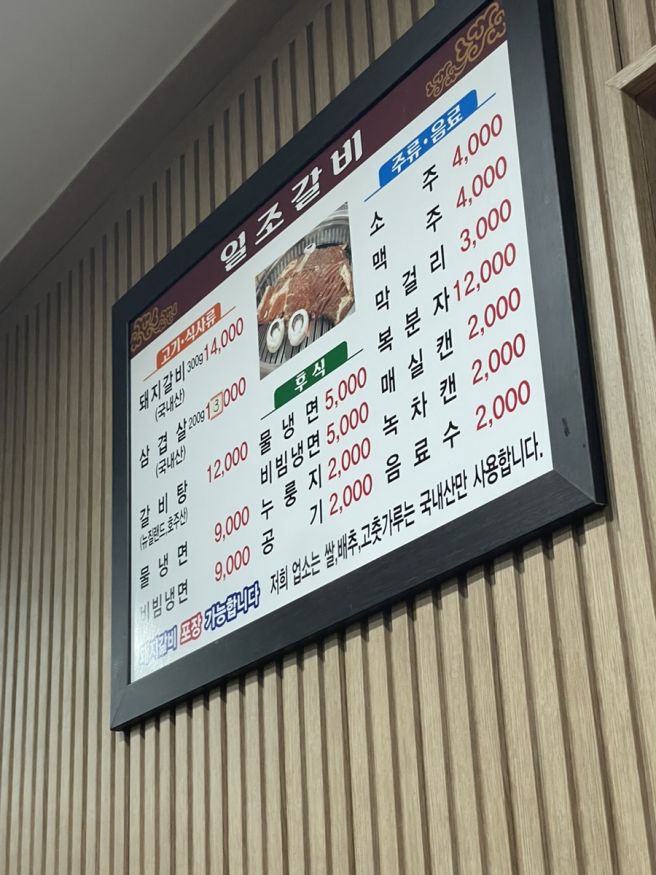 일조갈비
고기·식사류
돼지갈비 300g 14,000
(국내산)
삼겹살 200g 13,000
(국내산)
갈비탕 12,000
(뉴질랜드,호주산)
물냉면 9,000
비빔냉면 9,000
돼지갈비 포장 가능합니다
후식
물냉면 5,000
비빔냉면 5,000
누룽지 2,000
공기 2,000
주류·음료
소주 4,000
맥주 4,000
막걸리 3,000
복분자 12,000
매실캔 2,000
녹차캔 2,000
음료수 2,000
저희 업소는 쌀,배추,고춧가루는 국내산만 사용합니다.